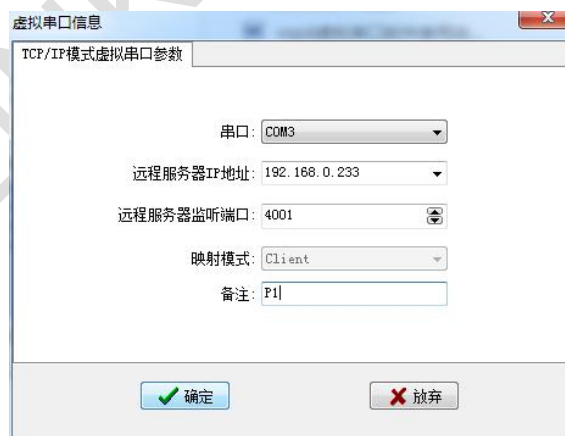 虚拟串口信息
TCP/IP模式虚拟串口参数
串口: COM3
远程服务器IP地址: 192.168.0.233
远程服务器监听端口: 4001
映射模式: Client
备注: P1
确定 放弃